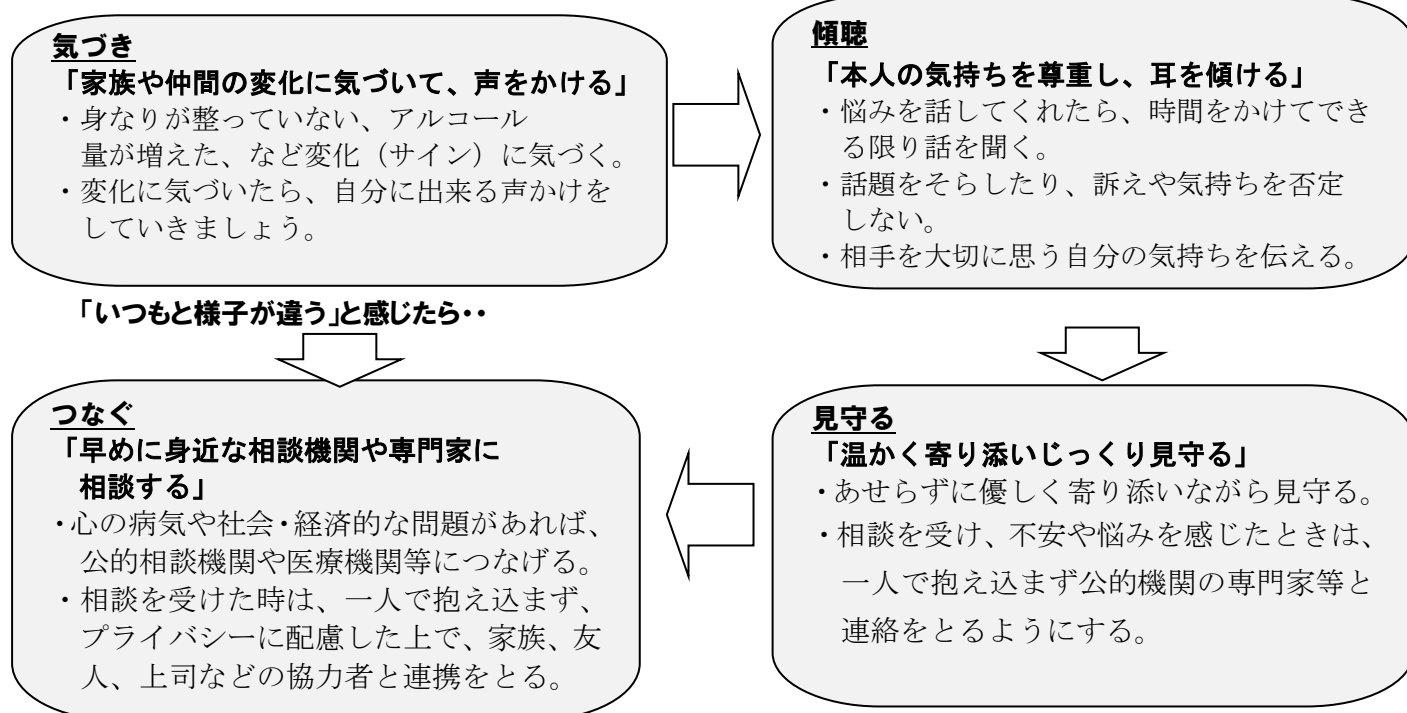 気づき
「家族や仲間の変化に気づいて、声をかける」
・身なりが整っていない、アルコール
量が増えた、など変化（サイン）に気づく。
・変化に気づいたら、自分に出来る声かけを
していきましょう。
傾聴
「本人の気持ちを尊重し、耳を傾ける」
・悩みを話してくれたら、時間をかけてでき
る限り話を聞く。
・話題をそらしたり、訴えや気持ちを否定
しない。
・相手を大切に思う自分の気持ちを伝える。
「いつもと様子が違う」と感じたら・・
つなぐ
「早めに身近な相談機関や専門家に
相談する」
・心の病気や社会・経済的な問題があれば、
公的相談機関や医療機関等につなげる。
・相談を受けた時は、一人で抱え込まず、
プライバシーに配慮した上で、家族、友
人、上司などの協力者と連携をとる。
見守る
「温かく寄り添いじっくり見守る」
・あせらずに優しく寄り添いながら見守る。
・相談を受け、不安や悩みを感じたときは、
一人で抱え込まず公的機関の専門家等と
連絡をとるようにする。